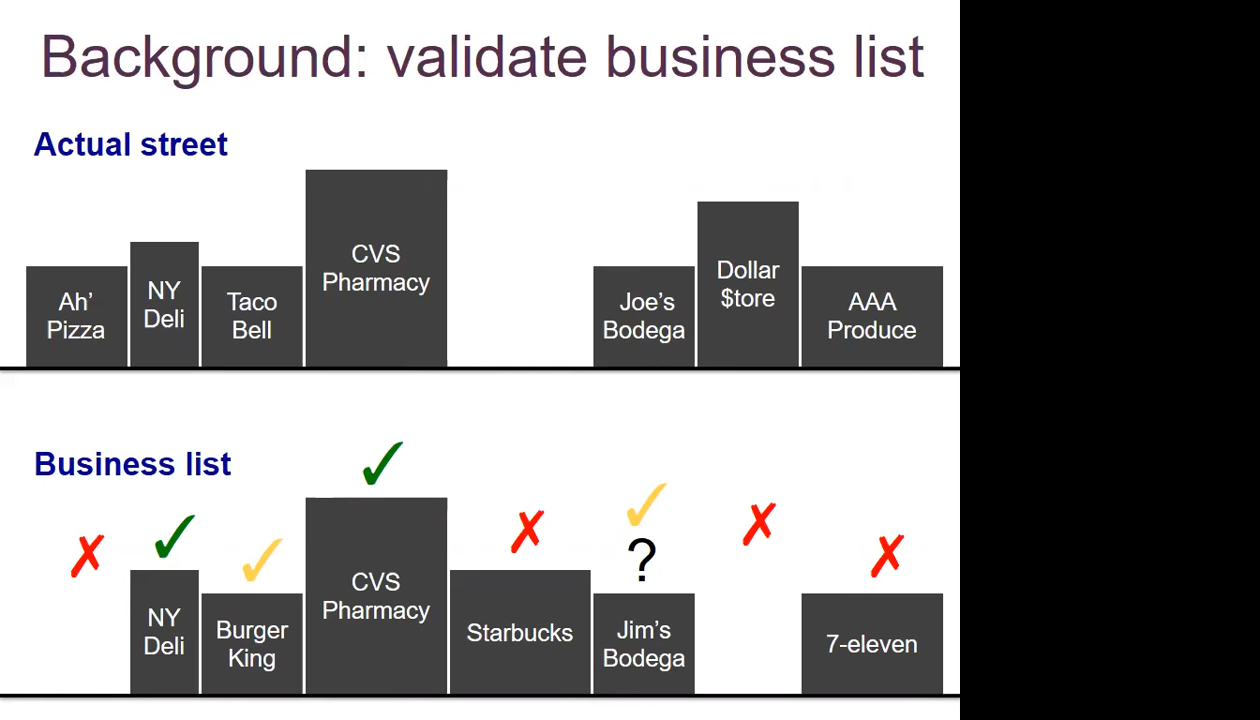 Background: validate business list
Actual street
Ah’
Pizza
NY
Deli
Taco
Bell
CVS
Pharmacy
Joe’s
Bodega
Dollar
$tore
AAA
Produce
Business list
✓
✗
✓
✓
✗
✓
?
✗
✗
NY
Deli
Burger
King
CVS
Pharmacy
Starbucks
Jim’s
Bodega
7-eleven